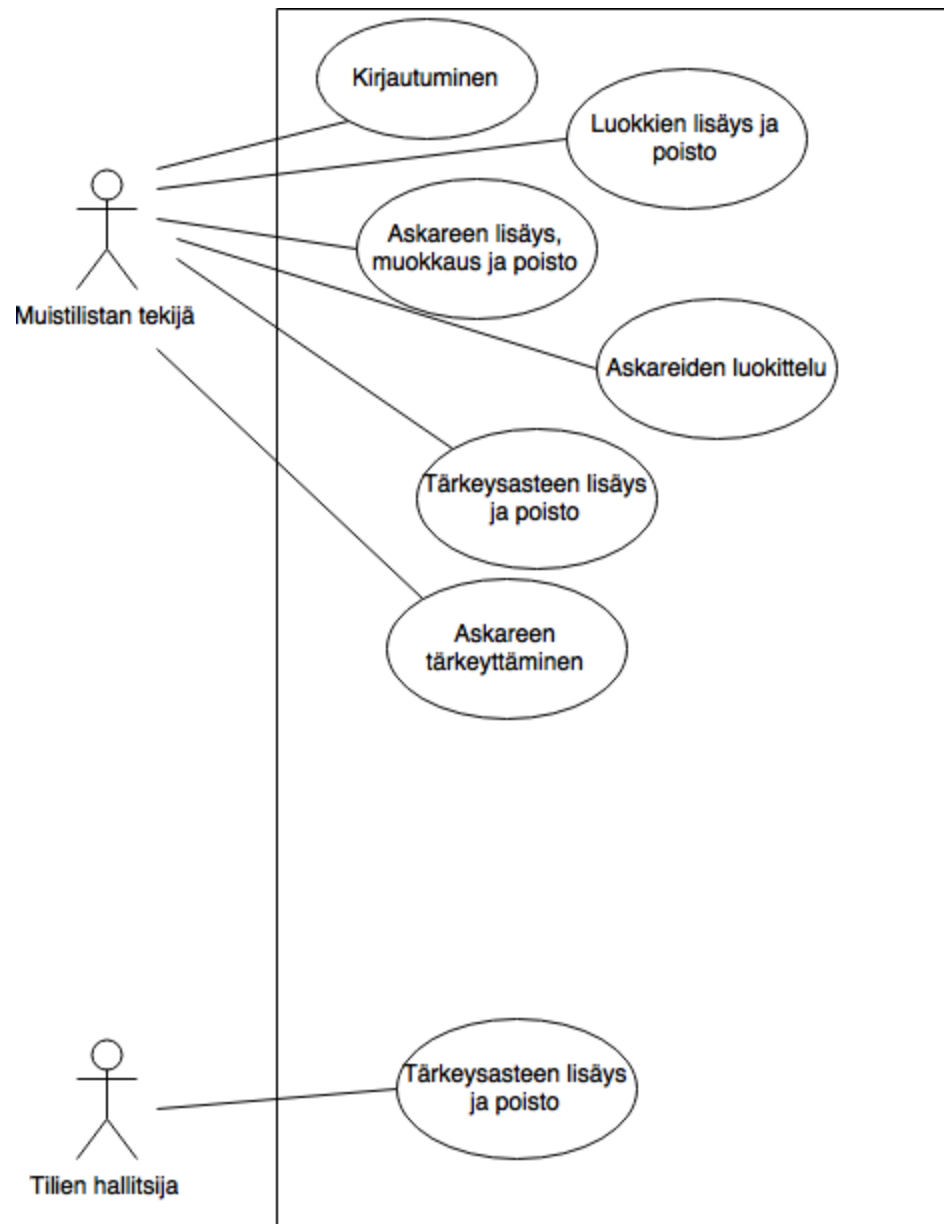 Kirjautuminen
Luokkien lisäys ja
poisto
Askareen lisäys,
muokkaus ja poisto
Muistilistan tekijä
Askareiden luokittelu
Tärkeysasteen lisäys
ja poisto
Askareen
tärkeyttäminen
Tärkeysasteen lisäys
ja poisto
Tilien hallitsija